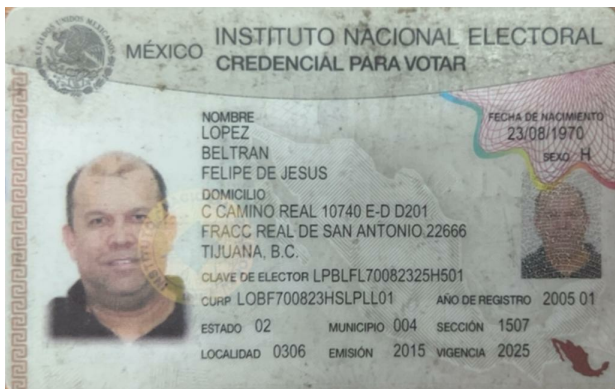 MÉXICO INSTITUTO NACIONAL ELECTORAL
CREDENCIAL PARA VOTAR
NOMBRE
LOPEZ
BELTRAN
FELIPE DE JESUS
FECHA DE NACIMIENTO
23/08/1970
SEXO H
DOMICILIO
C CAMINO REAL 10740 E-D D201
FRACC REAL DE SAN ANTONIO 22666
TIJUANA, B.C.
CLAVE DE ELECTOR LPBLFL70082325H501
CURP LOBF700823HSLPLL01 AÑO DE REGISTRO 2005 01
ESTADO 02 MUNICIPIO 004 SECCIÓN 1507
LOCALIDAD 0306 EMISIÓN 2015 VIGENCIA 2025